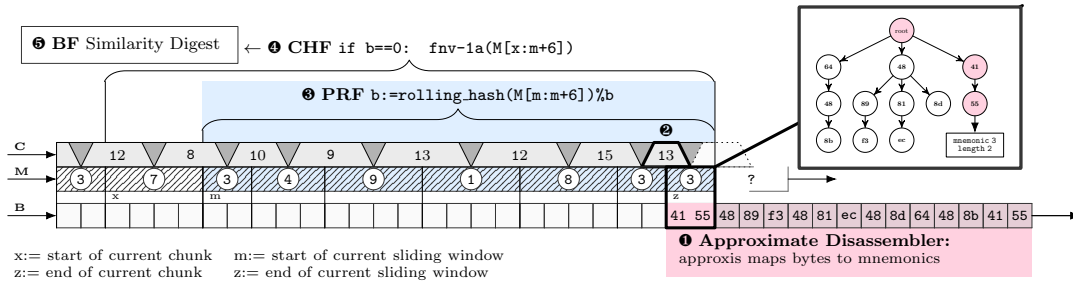 ❺ BF Similarity Digest ← ❹ CHF if b==0: fnv-1a(M[x:m+6])
❸ PRF b:=rolling_hash(M[m:m+6])%b
❷
C 12 8 10 9 13 12 15 13
M 3 7 3 4 9 1 8 3 3 ?
x m z
B 41 55 48 89 f3 48 81 ec 48 8d 64 48 8b 41 55
❶ Approximate Disassembler:
approxis maps bytes to mnemonics
x:= start of current chunk m:= start of current sliding window
z:= end of current chunk z:= end of current sliding window
root
64 48 41
48 89 81 8d 55
8b f3 ec
mnemonic 3
length 2